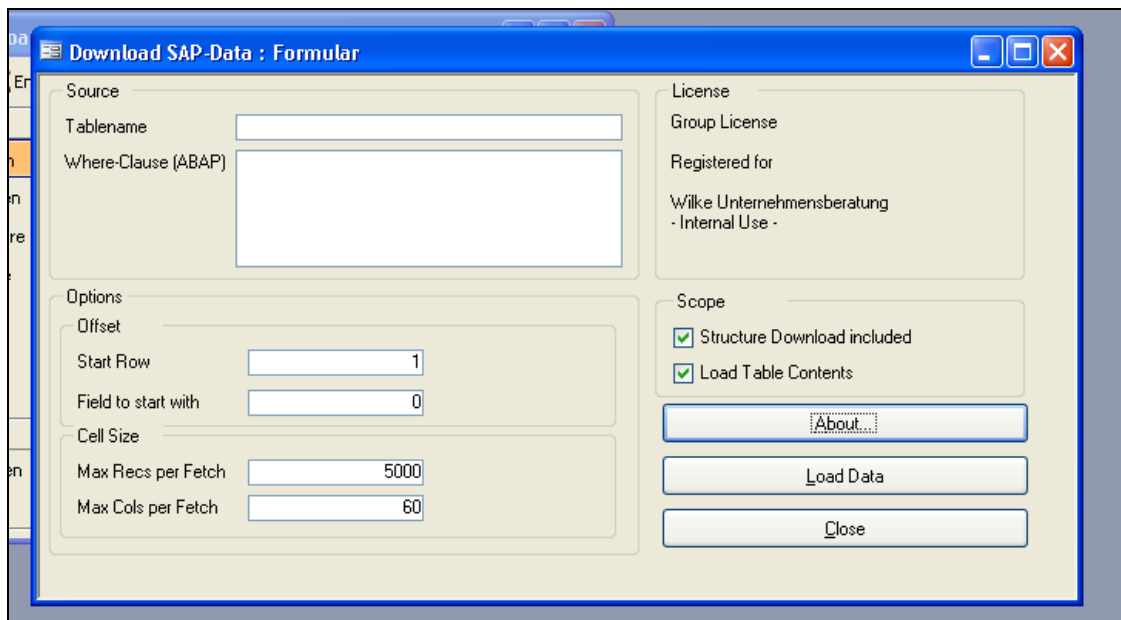 Download SAP-Data : Formular
Source
Tablename
Where-Clause (ABAP)
License
Group License
Registered for
Wilke Unternehmensberatung
- Internal Use -
Options
Offset
Start Row 1
Field to start with 0
Cell Size
Max Recs per Fetch 5000
Max Cols per Fetch 60
Scope
Structure Download included
Load Table Contents
About...
Load Data
Close